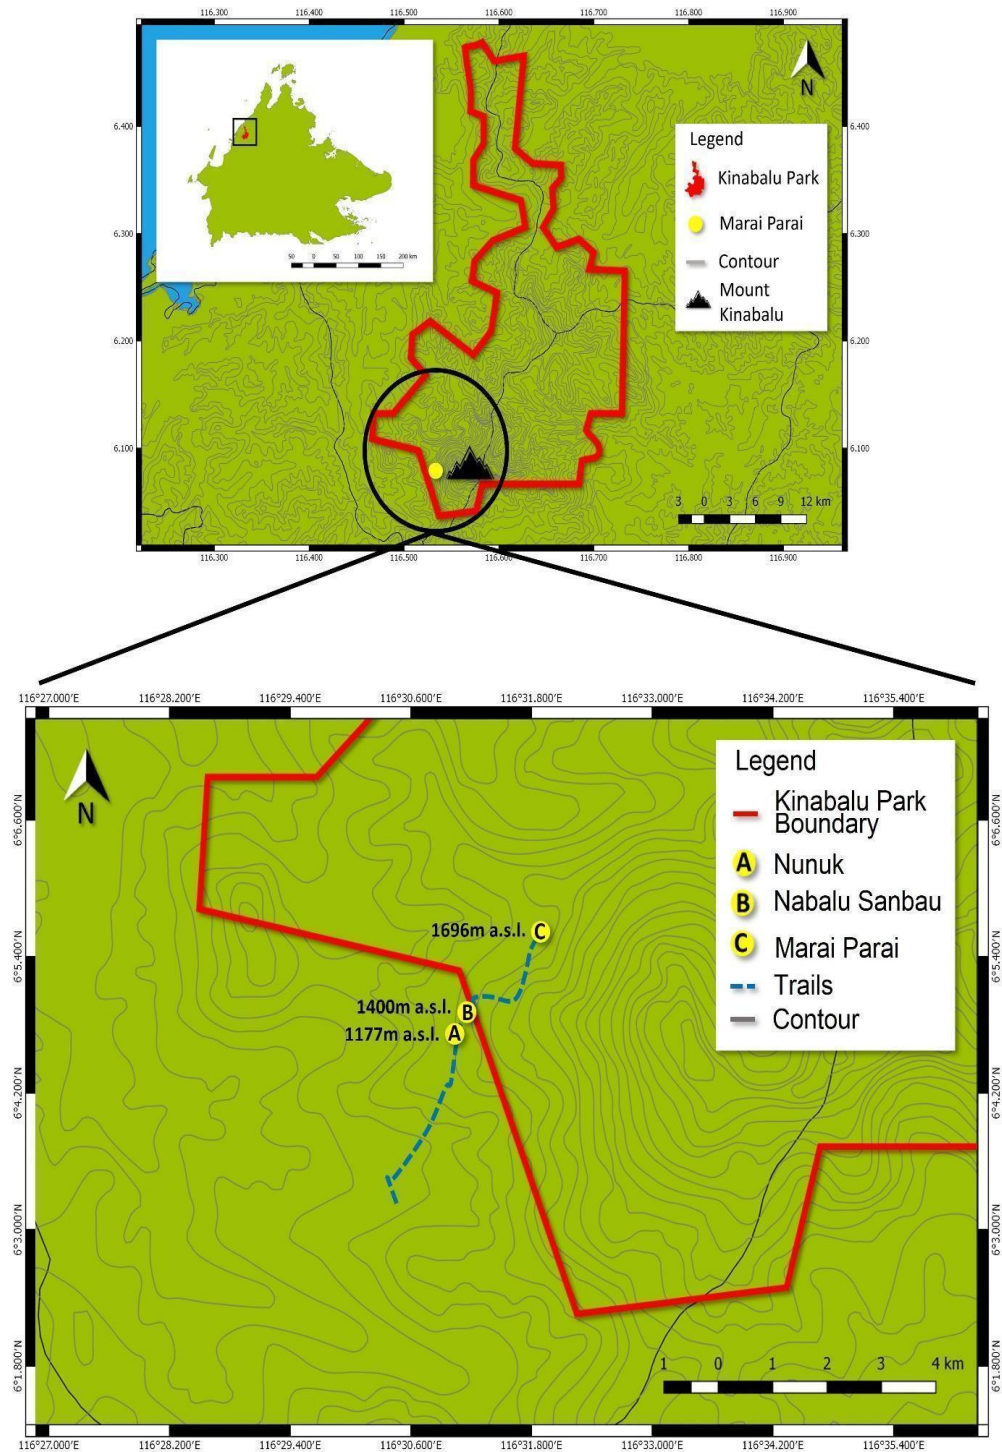 116.300 116.400 116.500 116.600 116.700 116.800 116.900
6.400
6.300
6.200
6.100
6.400
6.300
6.200
6.100
50 0 50 100 150 200 km
N
Legend
Kinabalu Park
Marai Parai
Contour
Mount
Kinabalu
3 0 3 6 9 12 km
116.300 116.400 116.500 116.600 116.700 116.800 116.900
116°27.000'E 116°28.200'E 116°29.400'E 116°30.600'E 116°31.800'E 116°33.000'E 116°34.200'E 116°35.400'E
6°6.600'N
6°5.400'N
6°4.200'N
6°3.000'N
6°1.800'N
6°6.600'N
6°5.400'N
6°4.200'N
6°3.000'N
6°1.800'N
N
Legend
Kinabalu Park
Boundary
A Nunuk
B Nabalu Sanbau
C Marai Parai
Trails
Contour
1696m a.s.l. C
1400m a.s.l. B
1177m a.s.l. A
1 0 1 2 3 4 km
116°27.000'E 116°28.200'E 116°29.400'E 116°30.600'E 116°31.800'E 116°33.000'E 116°34.200'E 116°35.400'E